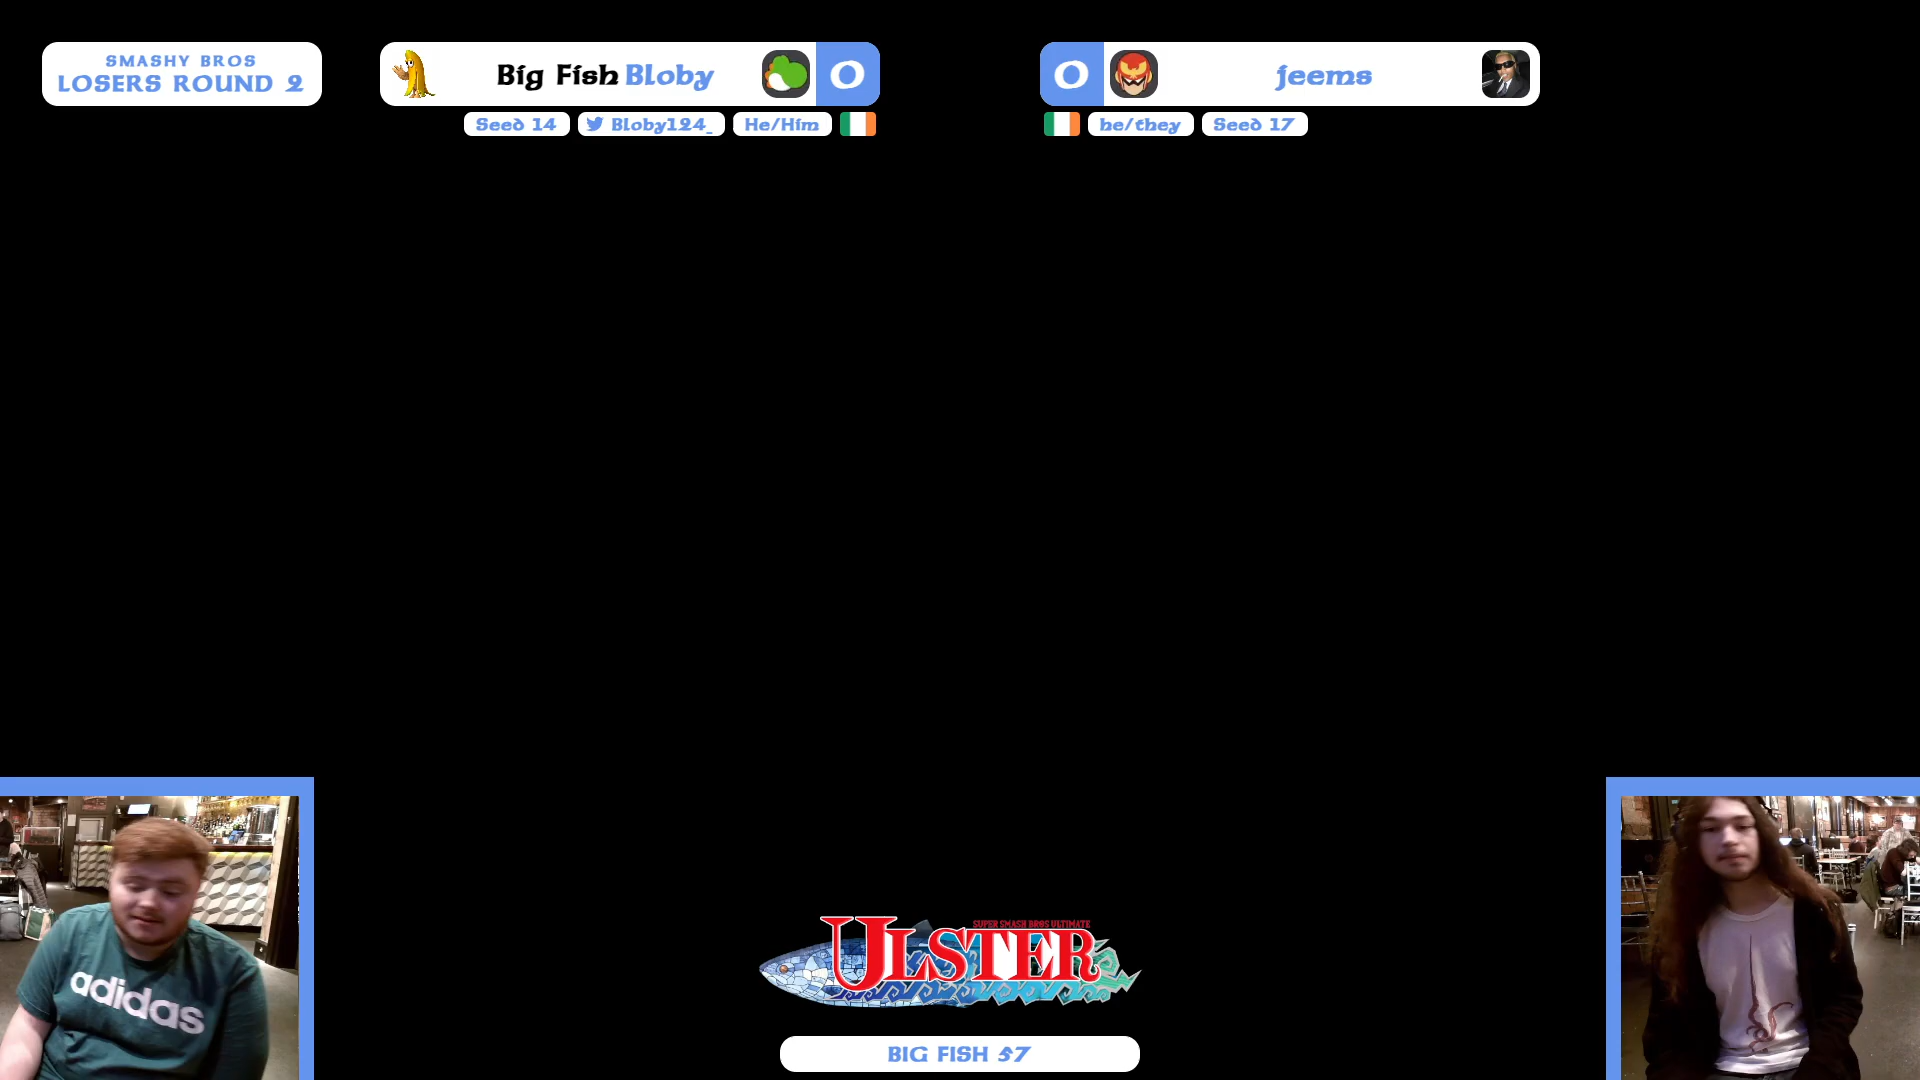 SMASHY BROS
LOSERS ROUND 2
Big Fish Bloby
0
Seed 14
Bloby124_
He/Him
0
jeems
he/they
Seed 17
adidas
SUPER SMASH BROS ULTIMATE
ULSTER
BIG FISH 57